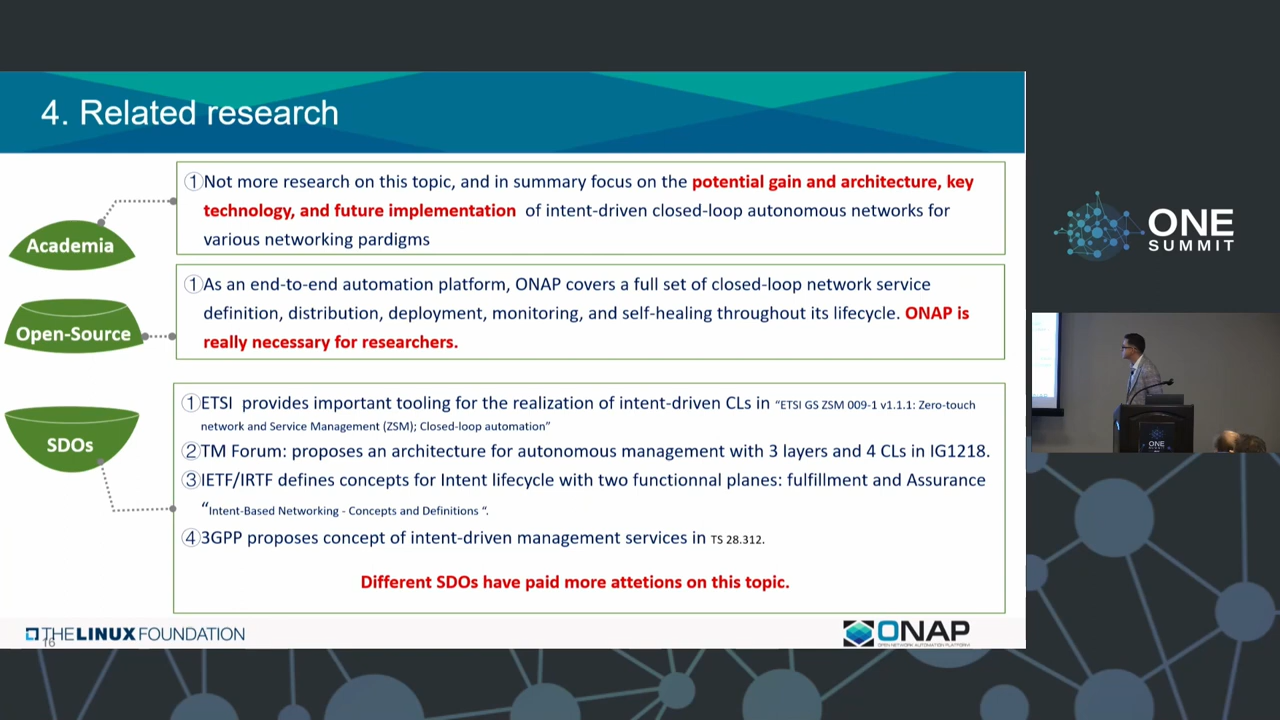 4. Related research
①Not more research on this topic, and in summary focus on the potential gain and architecture, key
technology, and future implementation of intent-driven closed-loop autonomous networks for
various networking pardigms
Academia
①As an end-to-end automation platform, ONAP covers a full set of closed-loop network service
definition, distribution, deployment, monitoring, and self-healing throughout its lifecycle. ONAP is
really necessary for researchers.
Open-Source
①ETSI provides important tooling for the realization of intent-driven CLs in “ETSI GS ZSM 009-1 v1.1.1: Zero-touch
network and Service Management (ZSM); Closed-loop automation”
②TM Forum: proposes an architecture for autonomous management with 3 layers and 4 CLs in IG1218.
③IETF/IRTF defines concepts for Intent lifecycle with two functionnal planes: fulfillment and Assurance
“Intent-Based Networking - Concepts and Definitions “.
④3GPP proposes concept of intent-driven management services in TS 28.312.
Different SDOs have paid more attetions on this topic.
SDOs
THE LINUX FOUNDATION
16
ONAP
OPEN NETWORK AUTOMATION PLATFORM
ONE
SUMMIT
ONE
SUMMIT